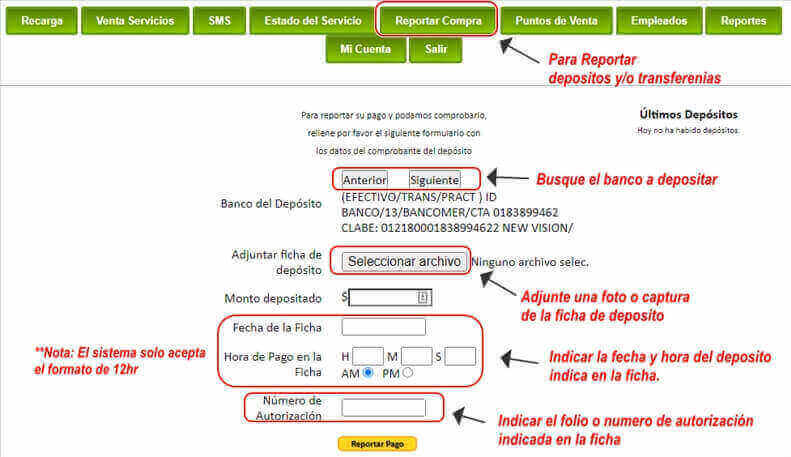 Recarga Venta Servicios SMS Estado del Servicio Reportar Compra Puntos de Venta Empleados Reportes
Mi Cuenta Salir
Para Reportar
depositos y/o transferenias
Para reportar su pago y podamos comprobarlo,
rellene por favor el siguiente formulario con
los datos del comprobante del depósito
Últimos Depósitos
Hoy no ha habido depósitos
Anterior Siguiente
Busque el banco a depositar
Banco del Depósito
(EFECTIVO/TRANS/PRACT ) ID
BANCO/13/BANCOMER/CTA 0183899462
CLABE: 012180001838994622 NEW VISION/
Adjuntar ficha de
depósito
Seleccionar archivo Ninguno archivo selec.
Adjunte una foto o captura
de la ficha de deposito
Monto depositado $
Fecha de la Ficha
Hora de Pago en la
Ficha
H M S
AM PM
**Nota: El sistema solo acepta
el formato de 12hr
Indicar la fecha y hora del deposito
indica en la ficha.
Número de
Autorización
Indicar el folio o numero de autorización
indicada en la ficha
Reportar Pago